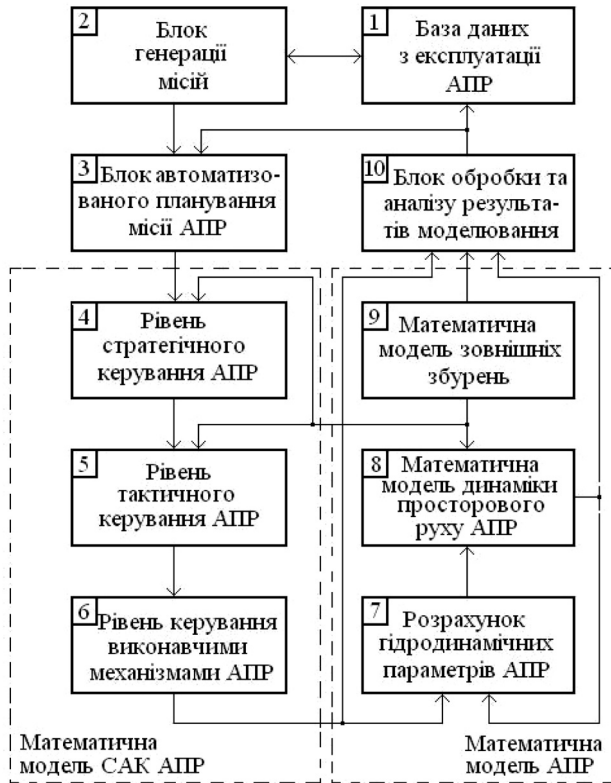 2
Блок
генерації
місій
1
База даних
з експлуатації
АПР
3
Блок автоматизо-
ваного планування
місії АПР
10
Блок обробки та
аналізу результа-
тів моделювання
4
Рівень
стратегічного
керування АПР
9
Математична
модель зовнішніх
збурень
5
Рівень
тактичного
керування АПР
8
Математична
модель динаміки
просторового
руху АПР
6
Рівень керування
виконавчими
механізмами АПР
7
Розрахунок
гідродинамічних
параметрів АПР
Математична
модель САК АПР
Математична
модель АПР